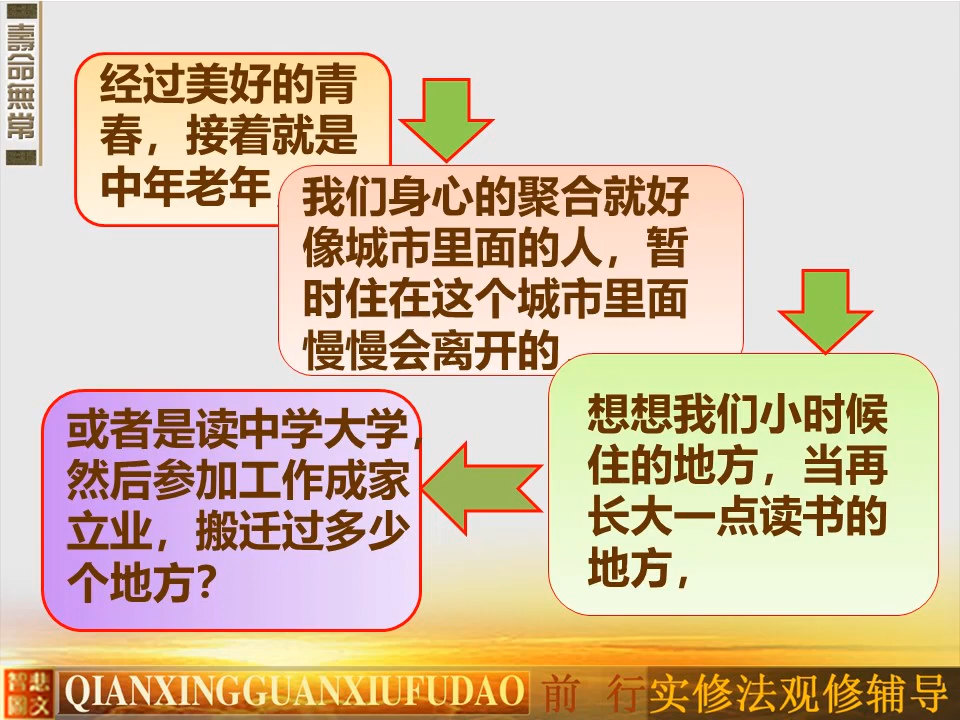 壽命無常
经过美好的青
春，接着就是
中年老年，
我们身心的聚合就好
像城市里面的人，暂
时住在这个城市里面
慢慢会离开的，
想想我们小时候
住的地方，当再
长大一点读书的
地方，
或者是读中学大学，
然后参加工作成家
立业，搬迁过多少
个地方？
QIANXINGGUANXIUFUDAO 前 行 实修法观修辅导